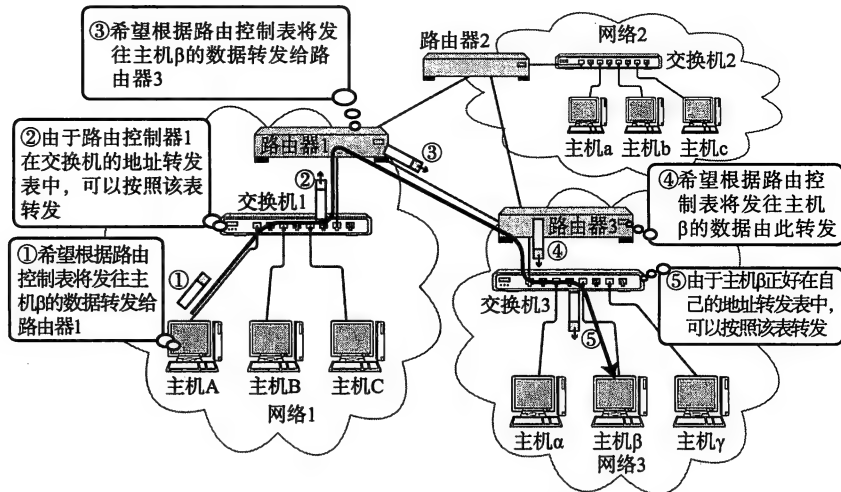 ③希望根据路由控制表将发
往主机β的数据转发给路
由器3
路由器2
网络2
交换机2
主机a
主机b
主机c
②由于路由控制器1
在交换机的地址转发
表中，可以按照该表
转发
路由器1
③
②
交换机1
④希望根据路由控
制表将发往主机
β的数据由此转发
路由器3
④
①希望根据路由
控制表将发往主
机β的数据转发给
路由器1
①
交换机3
⑤由于主机β正好在自
己的地址转发表中，
可以按照该表转发
⑤
主机A
主机B
主机C
网络1
主机α
主机β
主机γ
网络3